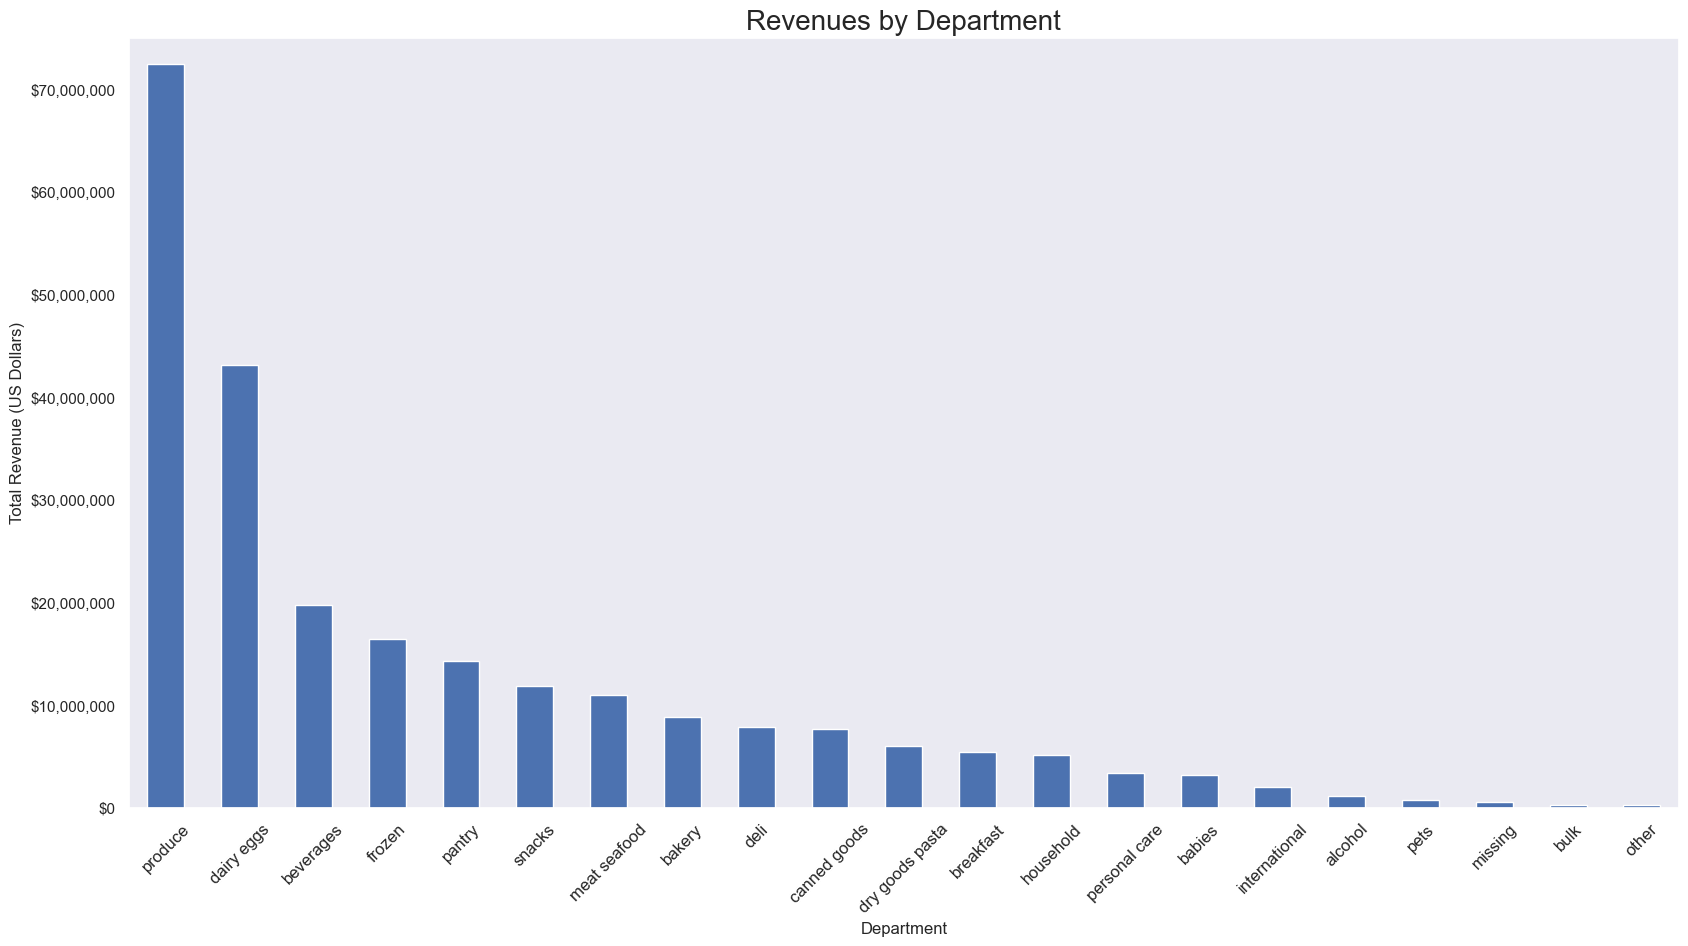 Revenues by Department
Total Revenue (US Dollars)
$70,000,000
$60,000,000
$50,000,000
$40,000,000
$30,000,000
$20,000,000
$10,000,000
$0
produce
dairy eggs
beverages
frozen
pantry
snacks
meat seafood
bakery
deli
canned goods
dry goods pasta
breakfast
household
personal care
babies
international
alcohol
pets
missing
bulk
other
Department